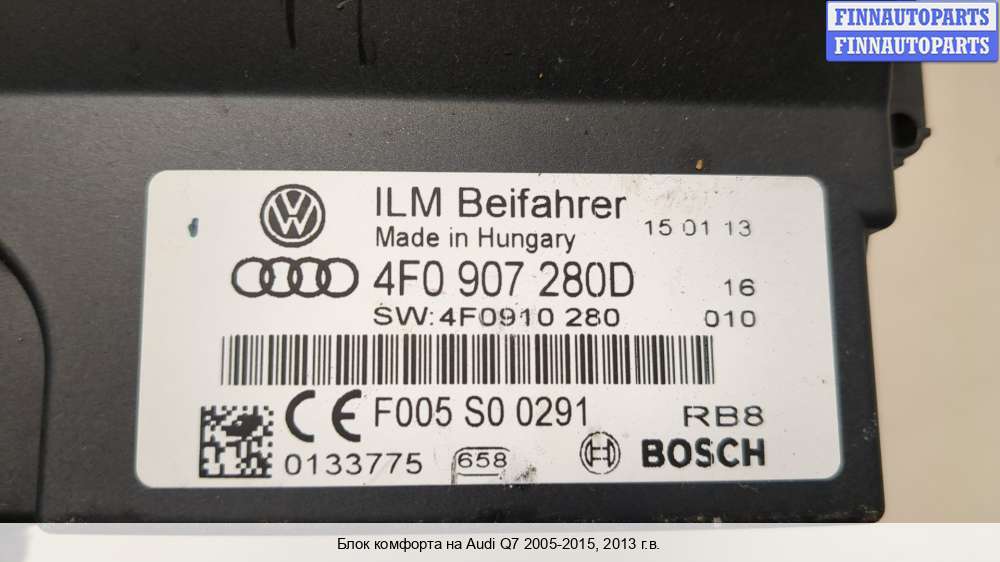 FINNAUTOPARTS
FINNAUTOPARTS
ILM Beifahrer
15 01 13
Made in Hungary
4F0 907 280D
16
SW:4F0910 280
010
CE F005 S0 0291
RB8
0133775
658
BOSCH
Блок комфорта на Audi Q7 2005-2015, 2013 г.в.